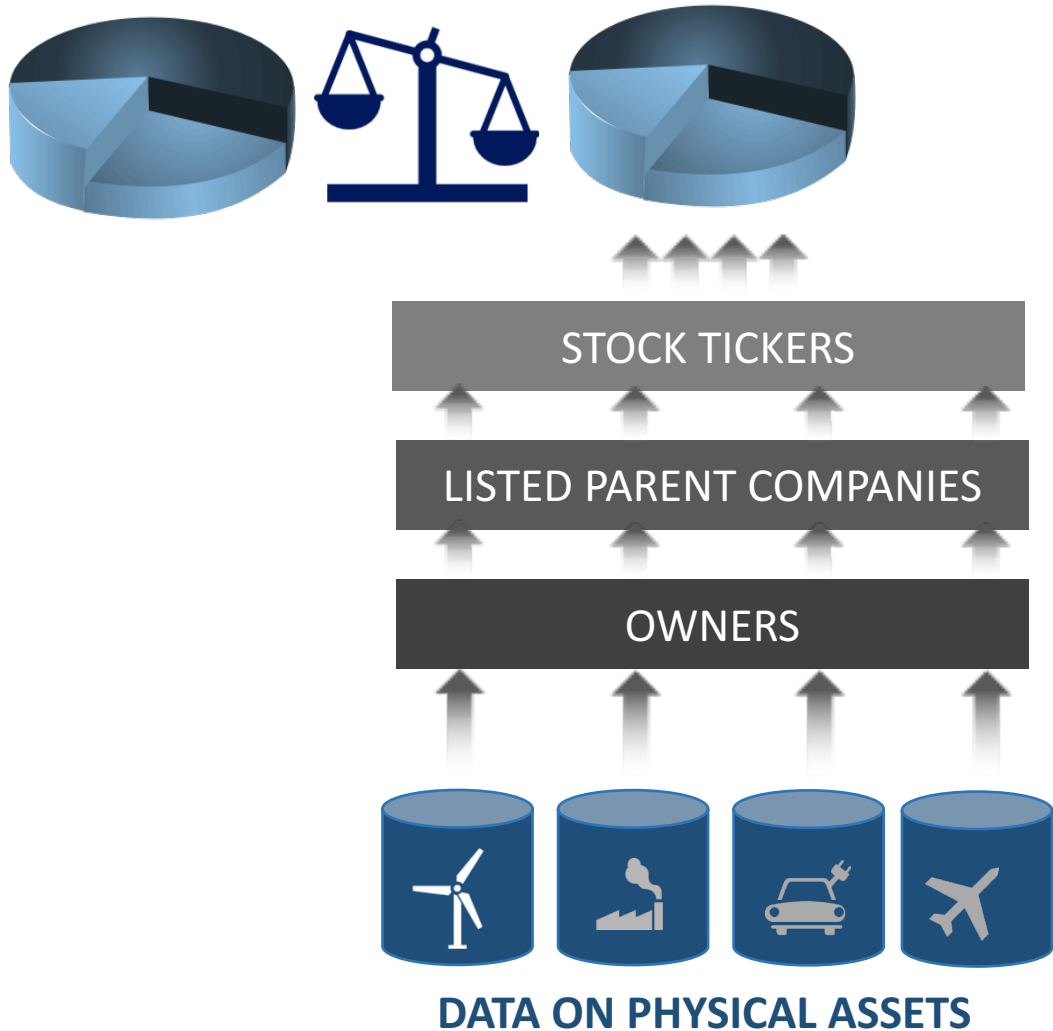 STOCK TICKERS
LISTED PARENT COMPANIES
OWNERS
DATA ON PHYSICAL ASSETS